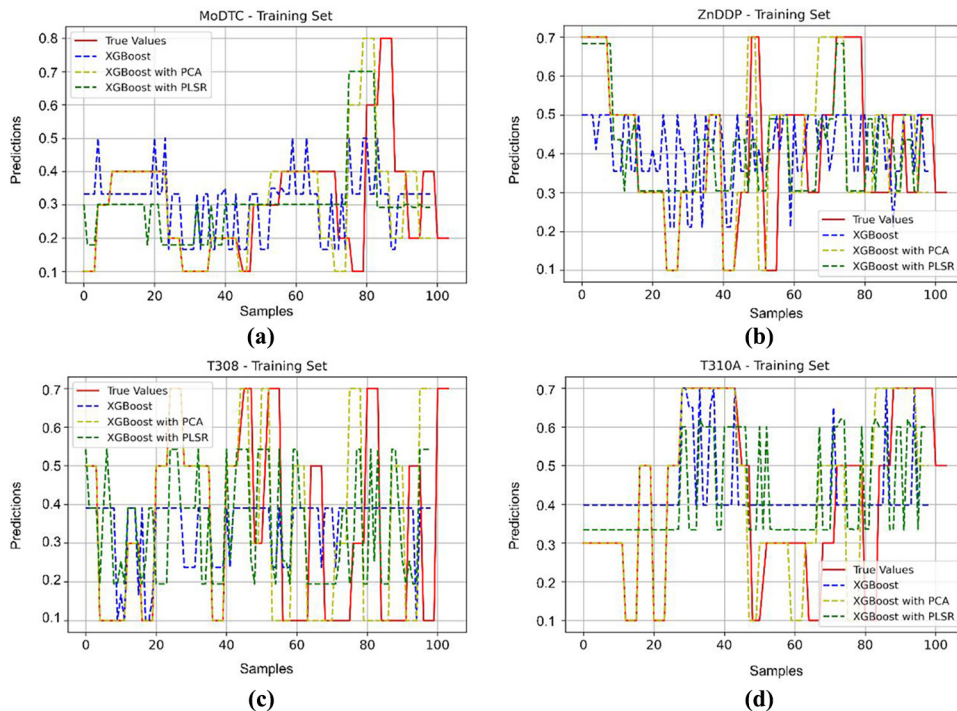 MoDTC - Training Set
0.8
0.7
0.6
0.5
0.4
0.3
0.2
0.1
Predictions
True Values
XGBoost
XGBoost with PCA
XGBoost with PLSR
0 20 40 60 80 100
Samples
(a)
ZnDDP - Training Set
0.7
0.6
0.5
0.4
0.3
0.2
0.1
Predictions
True Values
XGBoost
XGBoost with PCA
XGBoost with PLSR
0 20 40 60 80 100
Samples
(b)
T308 - Training Set
0.7
0.6
0.5
0.4
0.3
0.2
0.1
Predictions
True Values
XGBoost
XGBoost with PCA
XGBoost with PLSR
0 20 40 60 80 100
Samples
(c)
T310A - Training Set
0.7
0.6
0.5
0.4
0.3
0.2
0.1
Predictions
True Values
XGBoost
XGBoost with PCA
XGBoost with PLSR
0 20 40 60 80 100
Samples
(d)